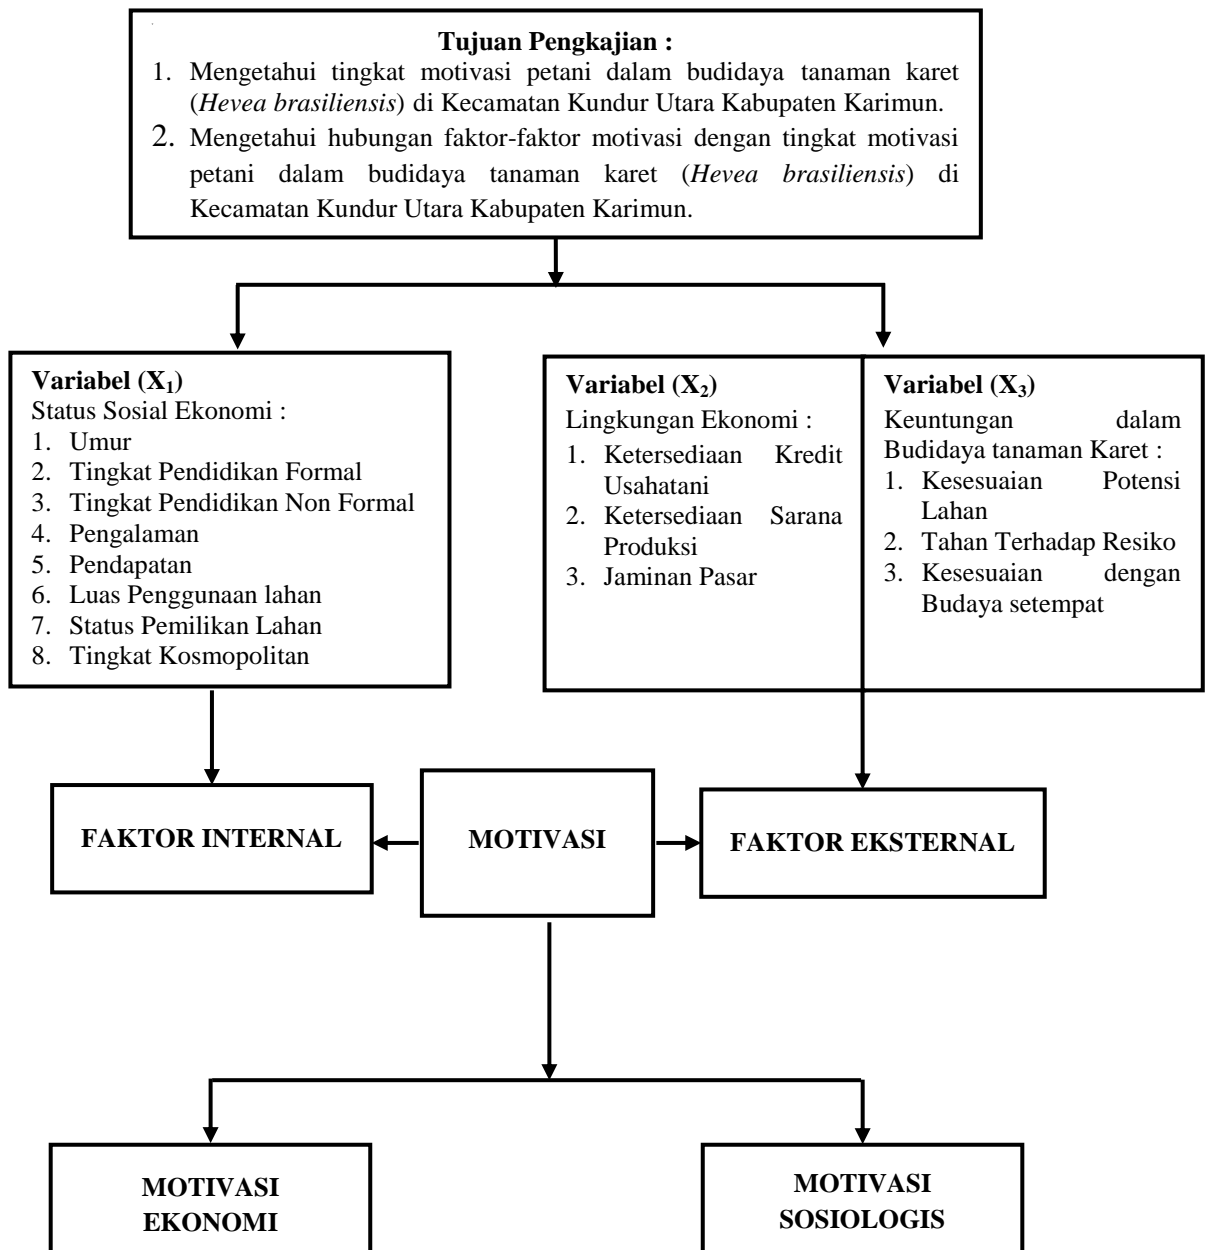 Tujuan Pengkajian :
1. Mengetahui tingkat motivasi petani dalam budidaya tanaman karet
(Hevea brasiliensis) di Kecamatan Kundur Utara Kabupaten Karimun.
2. Mengetahui hubungan faktor-faktor motivasi dengan tingkat motivasi
petani dalam budidaya tanaman karet (Hevea brasiliensis) di
Kecamatan Kundur Utara Kabupaten Karimun.
Variabel (X₁)
Status Sosial Ekonomi :
1. Umur
2. Tingkat Pendidikan Formal
3. Tingkat Pendidikan Non Formal
4. Pengalaman
5. Pendapatan
6. Luas Penggunaan lahan
7. Status Pemilikan Lahan
8. Tingkat Kosmopolitan
Variabel (X₂)
Lingkungan Ekonomi :
1. Ketersediaan Kredit
Usahatani
2. Ketersediaan Sarana
Produksi
3. Jaminan Pasar
Variabel (X₃)
Keuntungan dalam
Budidaya tanaman Karet :
1. Kesesuaian Potensi
Lahan
2. Tahan Terhadap Resiko
3. Kesesuaian dengan
Budaya setempat
FAKTOR INTERNAL
MOTIVASI
FAKTOR EKSTERNAL
MOTIVASI
EKONOMI
MOTIVASI
SOSIOLOGIS